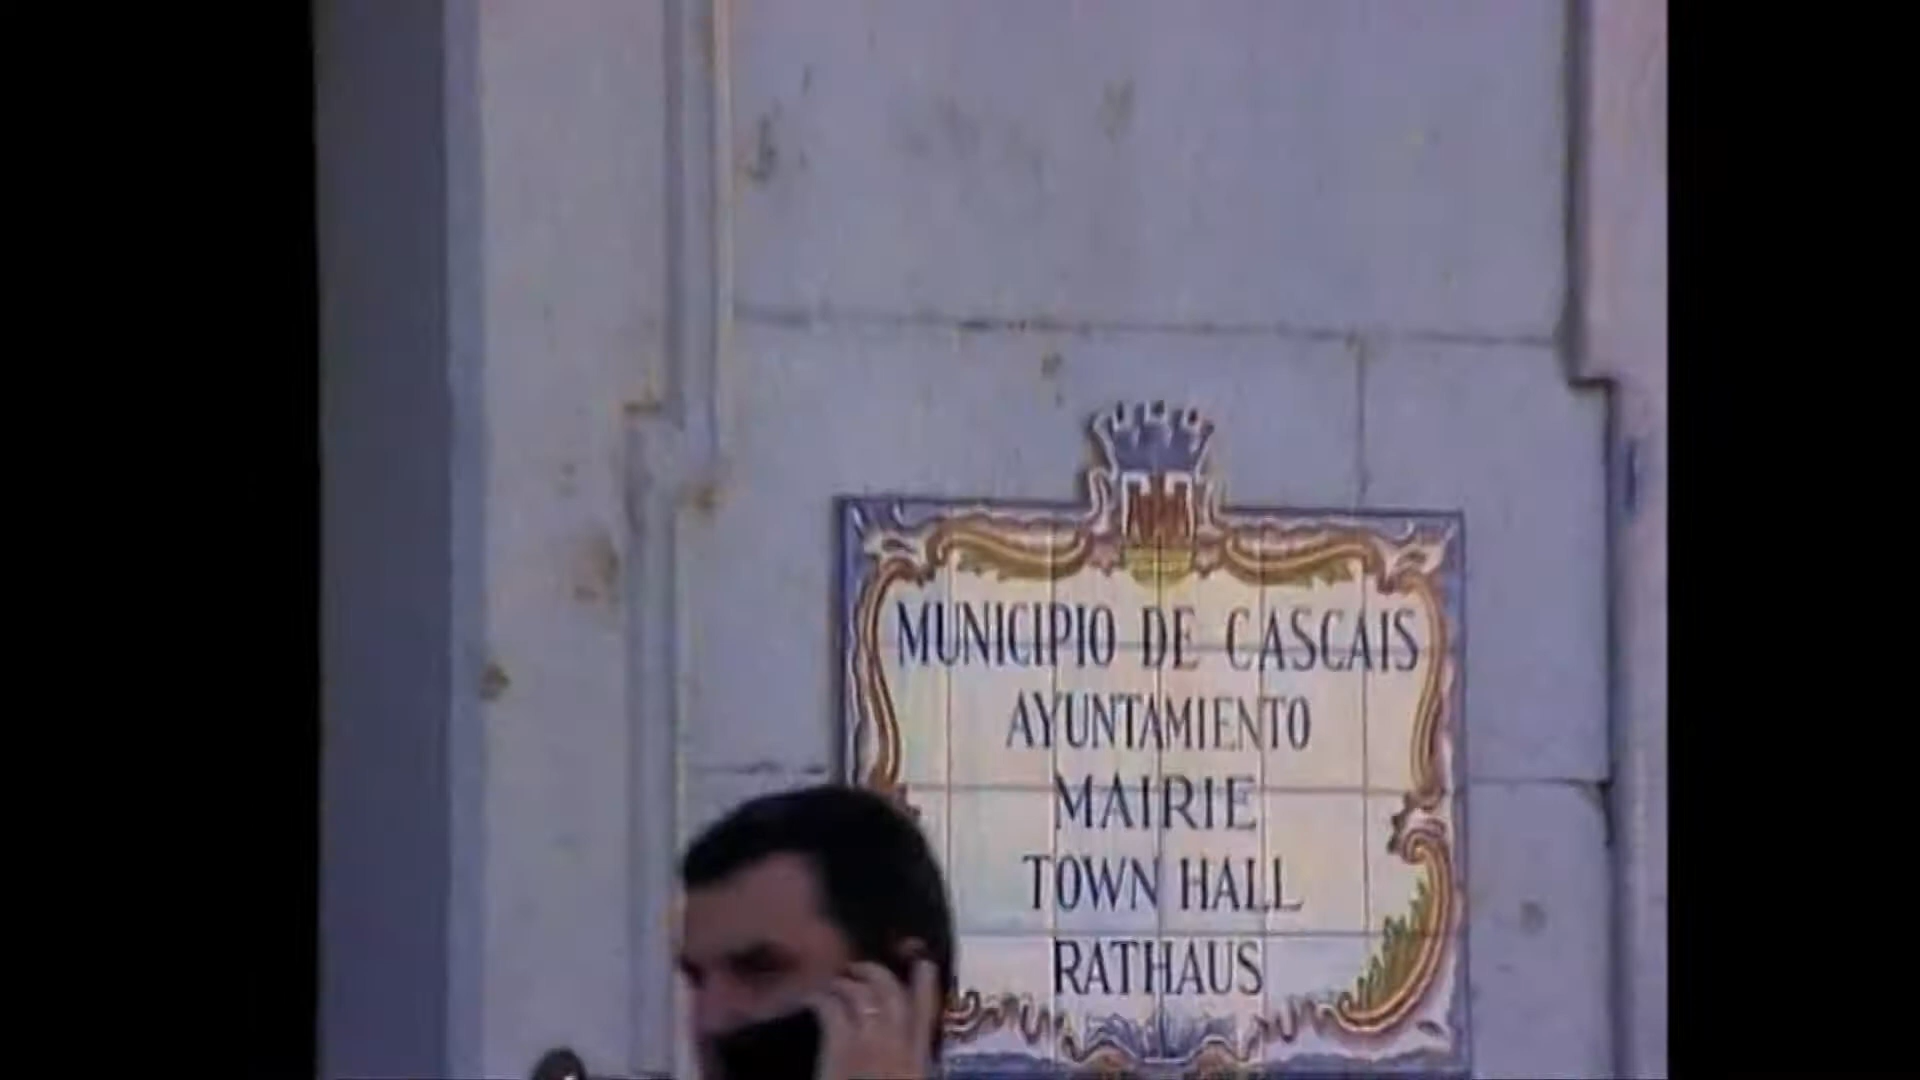 MUNICIPIO DE CASCAIS
AYUNTAMIENTO
MAIRIE
TOWN HALL
RATHAUS